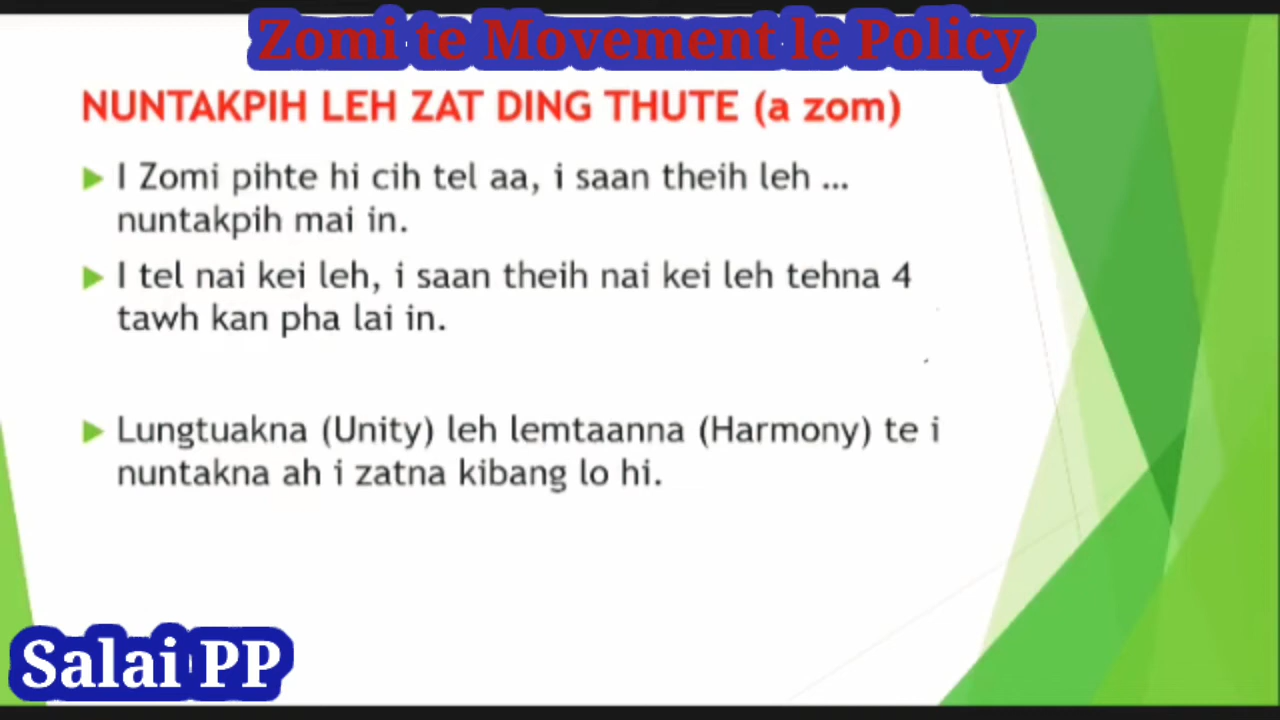 Zomi te Movement le Policy
NUNTAKPIH LEH ZAT DING THUTE (a zom)
I Zomi pihte hi cih tel aa, i saan theih leh ...
nuntakpih mai in.
I tel nai kei leh, i saan theih nai kei leh tehna 4
tawh kan pha lai in.
Lungtuakna (Unity) leh lemtaanna (Harmony) te i
nuntakna ah i zatna kibang lo hi.
Salai PP